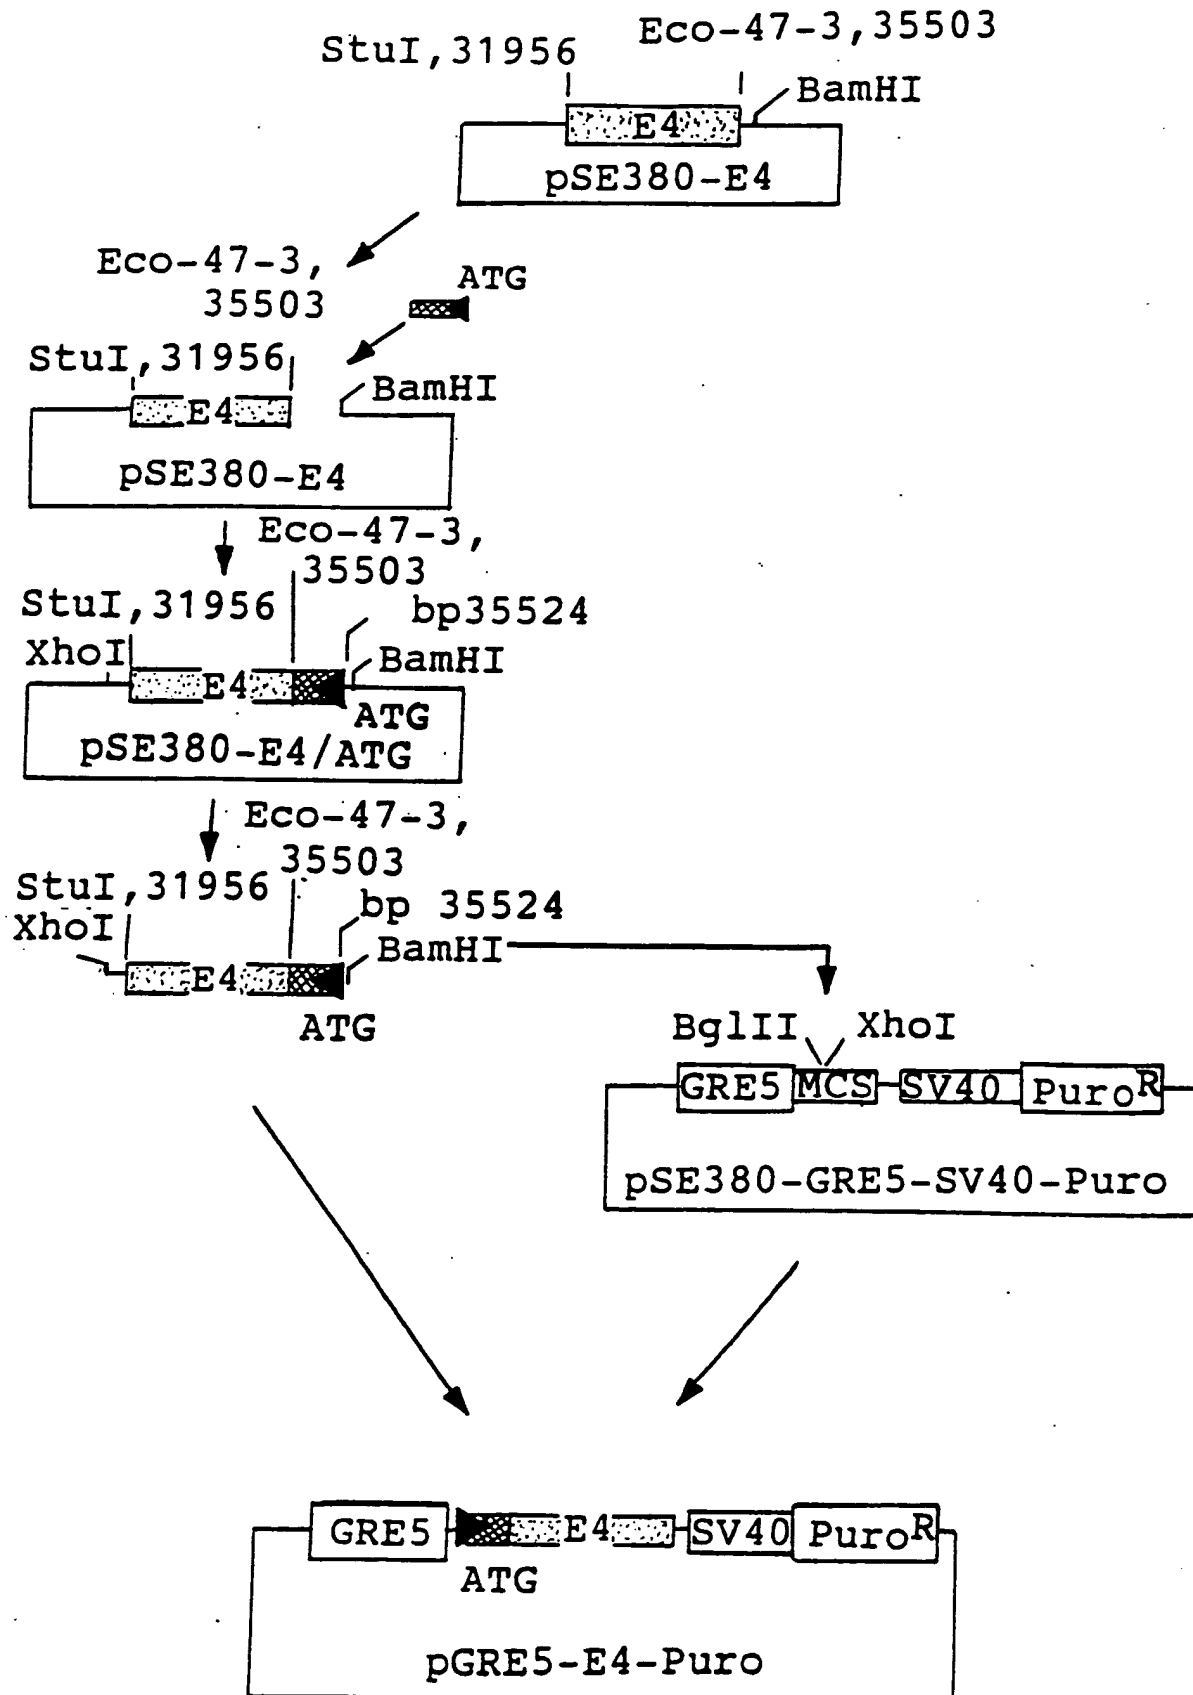 StuI,31956
Eco-47-3,35503
BamHI
E4
pSE380-E4
Eco-47-3,
35503
ATG
StuI,31956
BamHI
E4
pSE380-E4
Eco-47-3,
35503
StuI,31956
bp35524
XhoI
BamHI
E4
ATG
pSE380-E4/ATG
Eco-47-3,
35503
StuI,31956
bp 35524
XhoI
BamHI
E4
ATG
BglII
XhoI
GRE5
MCS
SV40
PuroR
pSE380-GRE5-SV40-Puro
GRE5
E4
SV40
PuroR
ATG
pGRE5-E4-Puro